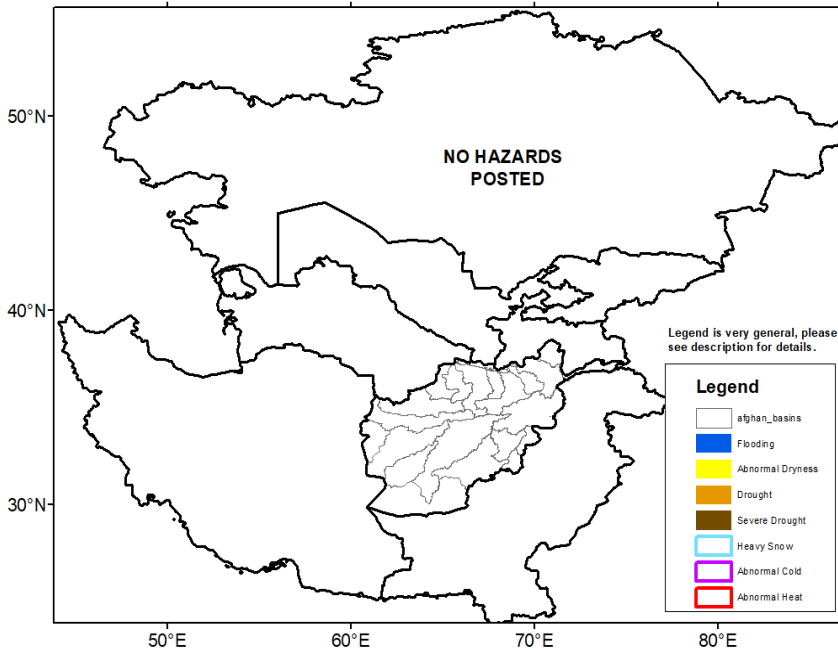 50°N
NO HAZARDS
POSTED
40°N
Legend is very general, please
see description for details.
Legend
afghan_basins
Flooding
Abnormal Dryness
Drought
Severe Drought
Heavy Snow
Abnormal Cold
Abnormal Heat
30°N
50°E
60°E
70°E
80°E